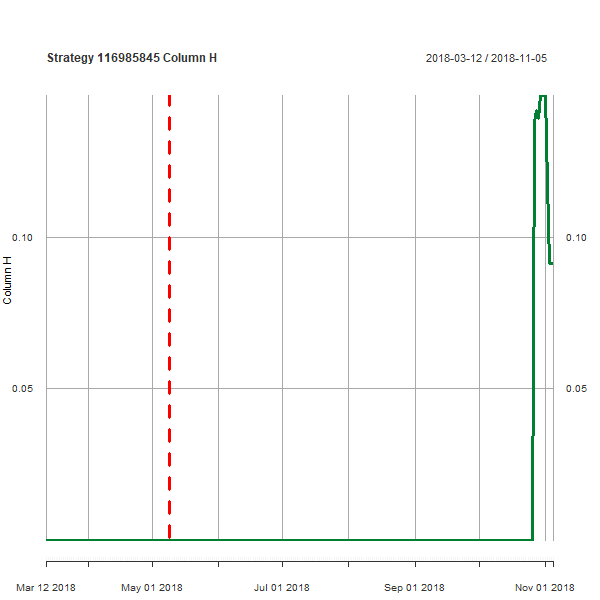 Strategy 116985845 Column H
2018-03-12 / 2018-11-05
0.10
0.10
Column H
0.05
0.05
Mar 12 2018
May 01 2018
Jul 01 2018
Sep 01 2018
Nov 01 2018